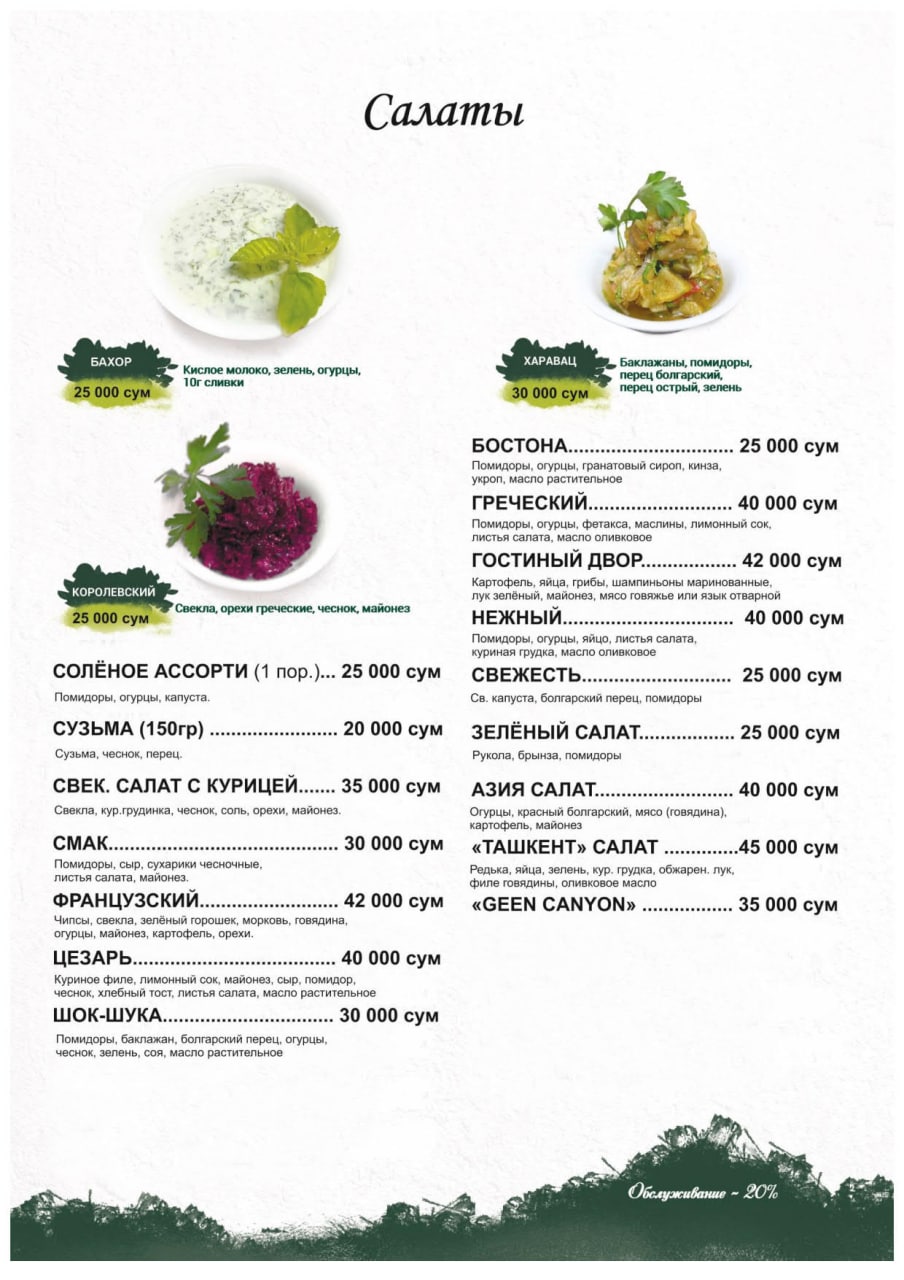 Салаты
БАХОР
25 000 сум
Кислое молоко, зелень, огурцы,
10г сливки
КОРОЛЕВСКИЙ
25 000 сум
Свекла, орехи греческие, чеснок, майонез
СОЛЁНОЕ АССОРТИ (1 пор.)... 25 000 сум
Помидоры, огурцы, капуста.
СУЗЬМА (150гр) ........................ 20 000 сум
Сузьма, чеснок, перец.
СВЕК. САЛАТ С КУРИЦЕЙ....... 35 000 сум
Свекла, кур.грудинка, чеснок, соль, орехи, майонез.
СМАК........................................... 30 000 сум
Помидоры, сыр, сухарики чесночные,
листья салата, майонез.
ФРАНЦУЗСКИЙ.......................... 42 000 сум
Чипсы, свекла, зелёный горошек, морковь, говядина,
огурцы, майонез, картофель, орехи.
ЦЕЗАРЬ...................................... 40 000 сум
Куриное филе, лимонный сок, майонез, сыр, помидор,
чеснок, хлебный тост, листья салата, масло растительное
ШОК-ШУКА................................ 30 000 сум
Помидоры, баклажан, болгарский перец, огурцы,
чеснок, зелень, соя, масло растительное
ХАРАВАЦ
30 000 сум
Баклажаны, помидоры,
перец болгарский,
перец острый, зелень
БОСТОНА............................... 25 000 сум
Помидоры, огурцы, гранатовый сироп, кинза,
укроп, масло растительное
ГРЕЧЕСКИЙ........................... 40 000 сум
Помидоры, огурцы, фетакса, маслины, лимонный сок,
листья салата, масло оливковое
ГОСТИНЫЙ ДВОР.................. 42 000 сум
Картофель, яйца, грибы, шампиньоны маринованные,
лук зелёный, майонез, мясо говяжье или язык отварной
НЕЖНЫЙ................................ 40 000 сум
Помидоры, огурцы, яйцо, листья салата,
куриная грудка, масло оливковое
СВЕЖЕСТЬ............................ 25 000 сум
Св. капуста, болгарский перец, помидоры
ЗЕЛЁНЫЙ САЛАТ.................. 25 000 сум
Рукола, брынза, помидоры
АЗИЯ САЛАТ.......................... 40 000 сум
Огурцы, красный болгарский, мясо (говядина),
картофель, майонез
«ТАШКЕНТ» САЛАТ ..............45 000 сум
Редька, яйца, зелень, кур. грудка, обжарен. лук,
филе говядины, оливковое масло
«GEEN CANYON» ................. 35 000 сум
Обслуживание ~ 20%